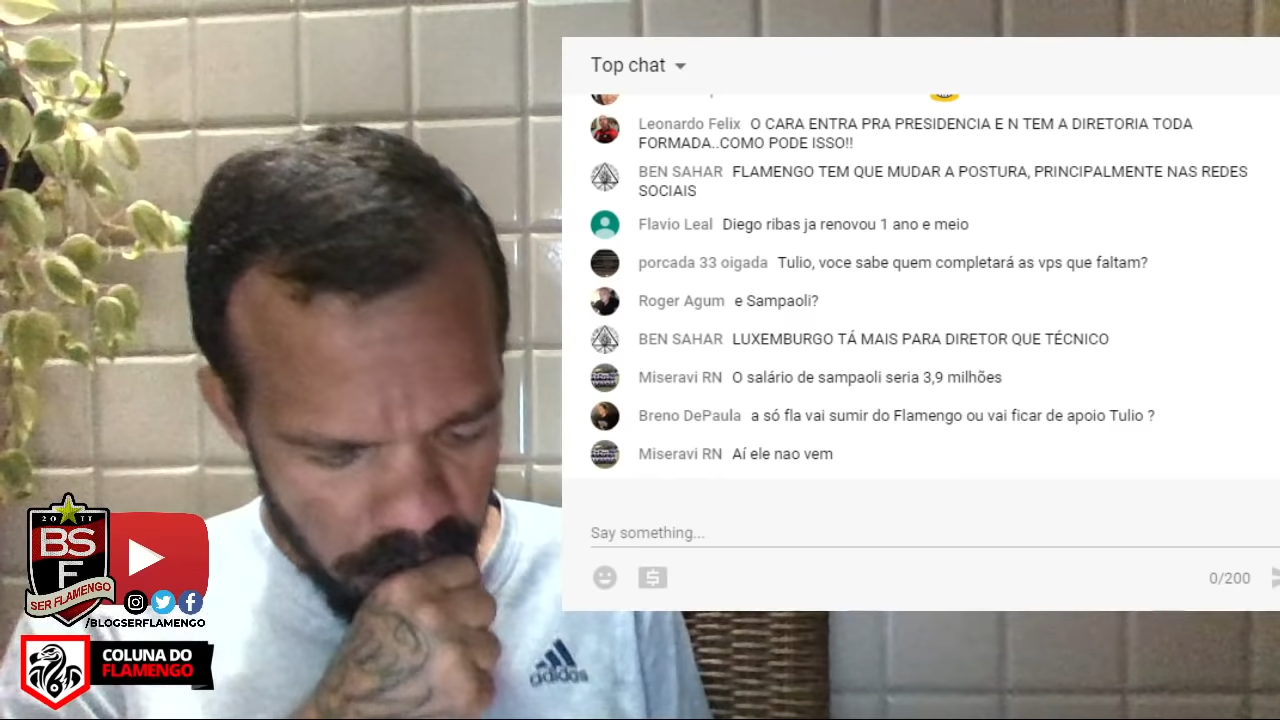 Top chat
Leonardo Felix O CARA ENTRA PRA PRESIDENCIA E N TEM A DIRETORIA TODA
FORMADA..COMO PODE ISSO!!
BEN SAHAR FLAMENGO TEM QUE MUDAR A POSTURA, PRINCIPALMENTE NAS REDES
SOCIAIS
Flavio Leal Diego ribas ja renovou 1 ano e meio
porcada 33 oigada Tulio, voce sabe quem completará as vps que faltam?
Roger Agum e Sampaoli?
BEN SAHAR LUXEMBURGO TÁ MAIS PARA DIRETOR QUE TÉCNICO
Miseravi RN O salário de sampaoli seria 3,9 milhões
Breno DePaula a só fla vai sumir do Flamengo ou vai ficar de apoio Tulio ?
Miseravi RN Aí ele nao vem
Say something...
0/200
20 11
BSF
SER FLAMENGO
/BLOGSERFLAMENGO
COLUNA DO
FLAMENGO
adidas